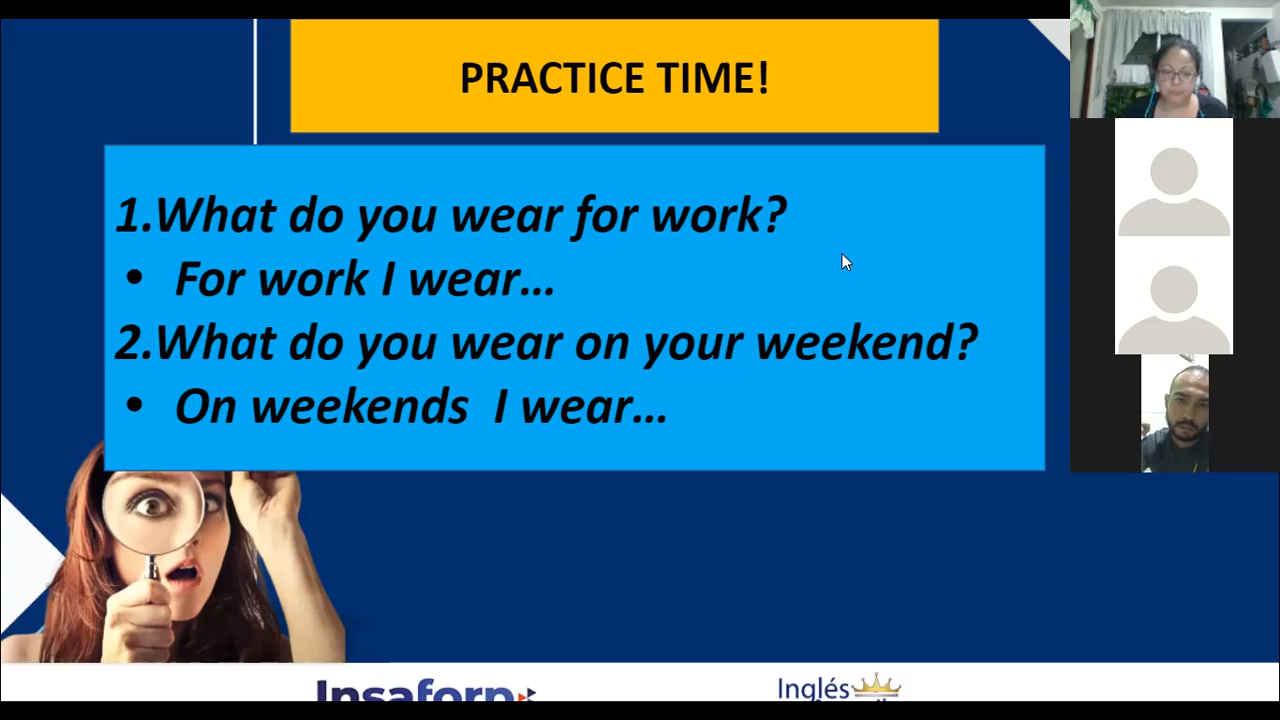 PRACTICE TIME!
1.What do you wear for work?
• For work I wear...
2.What do you wear on your weekend?
• On weekends I wear...
Insaforp
Inglés